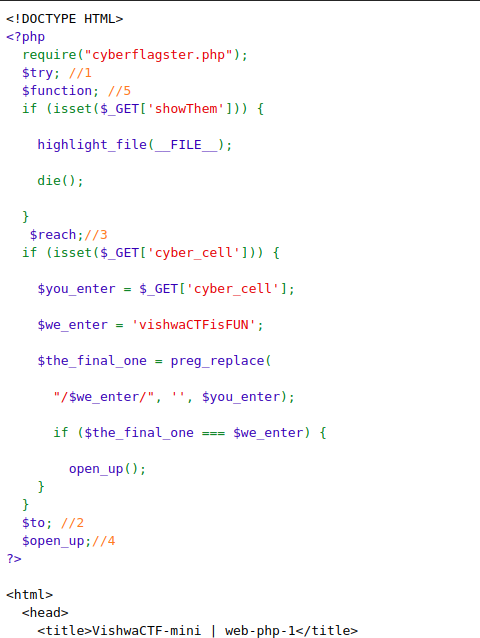 <!DOCTYPE HTML>
<?php
  require("cyberflagster.php");
  $try; //1
  $function; //5
  if (isset($_GET['showThem'])) {
    highlight_file(__FILE__);
    die();
  }
   $reach;//3
  if (isset($_GET['cyber_cell'])) {
    $you_enter = $_GET['cyber_cell'];
    $we_enter = 'vishwaCTFisFUN';
    $the_final_one = preg_replace(
      "/$we_enter/", '', $you_enter);
      if ($the_final_one === $we_enter) {
        open_up();
    }
  }
  $to; //2
  $open_up;//4
?>
<html>
  <head>
    <title>VishwaCTF-mini | web-php-1</title>